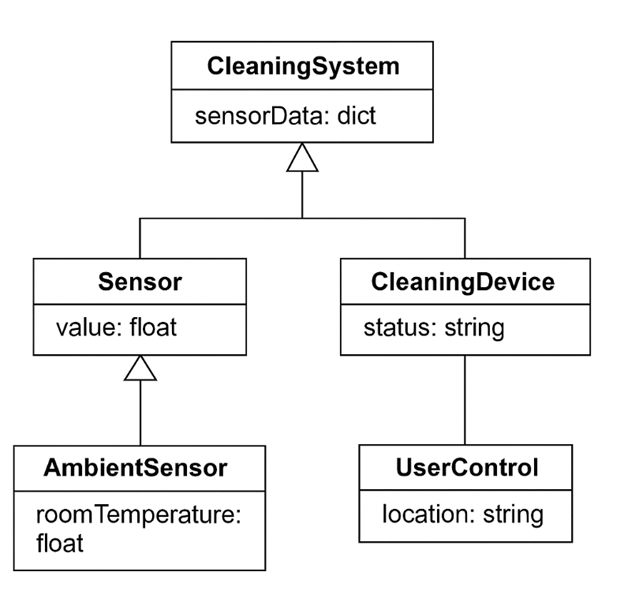 CleaningSystem
sensorData: dict
Sensor
value: float
CleaningDevice
status: string
AmbientSensor
roomTemperature:
float
UserControl
location: string